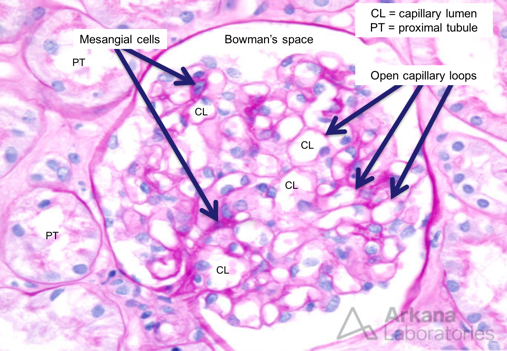 CL = capillary lumen
PT = proximal tubule
Mesangial cells
Bowman's space
PT
Open capillary loops
CL
CL
CL
PT
CL
Arkana
Laboratories